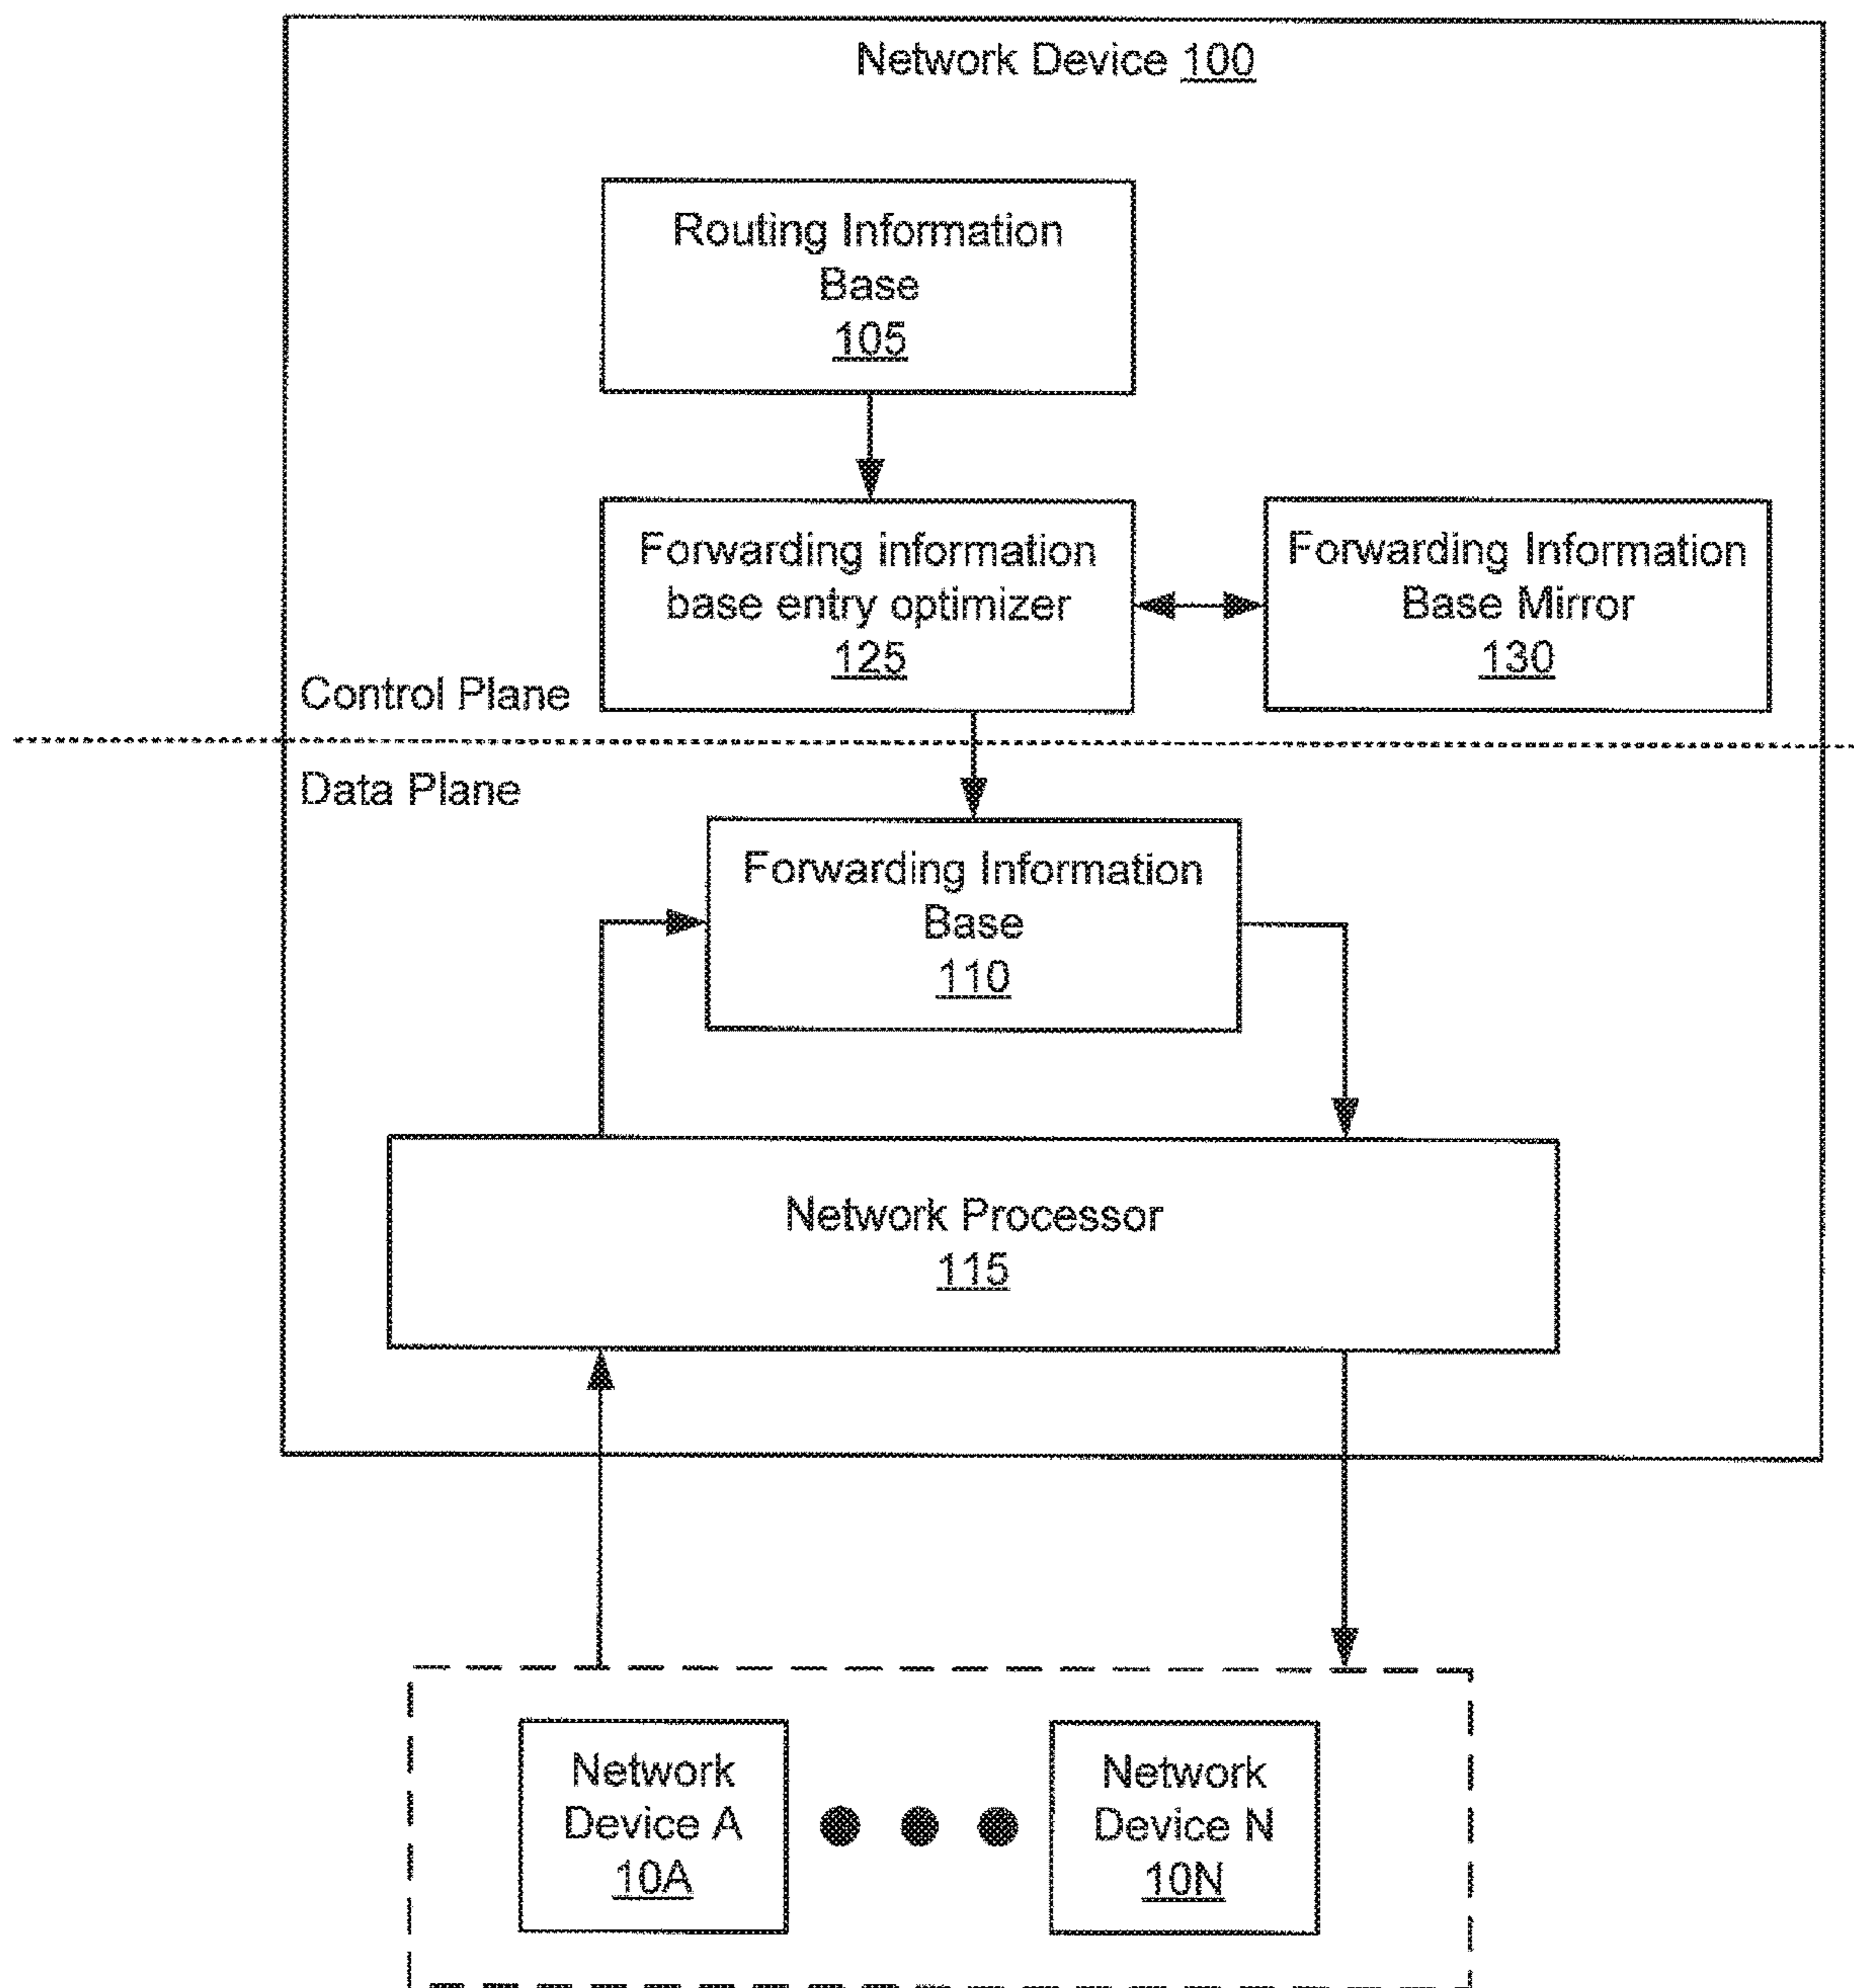 Network Device 100
Routing Information
Base
105
Forwarding information
base entry optimizer
125
Forwarding Information
Base Mirror
130
Control Plane
Data Plane
Forwarding Information
Base
110
Network Processor
115
Network
Device A
10A
Network
Device N
10N